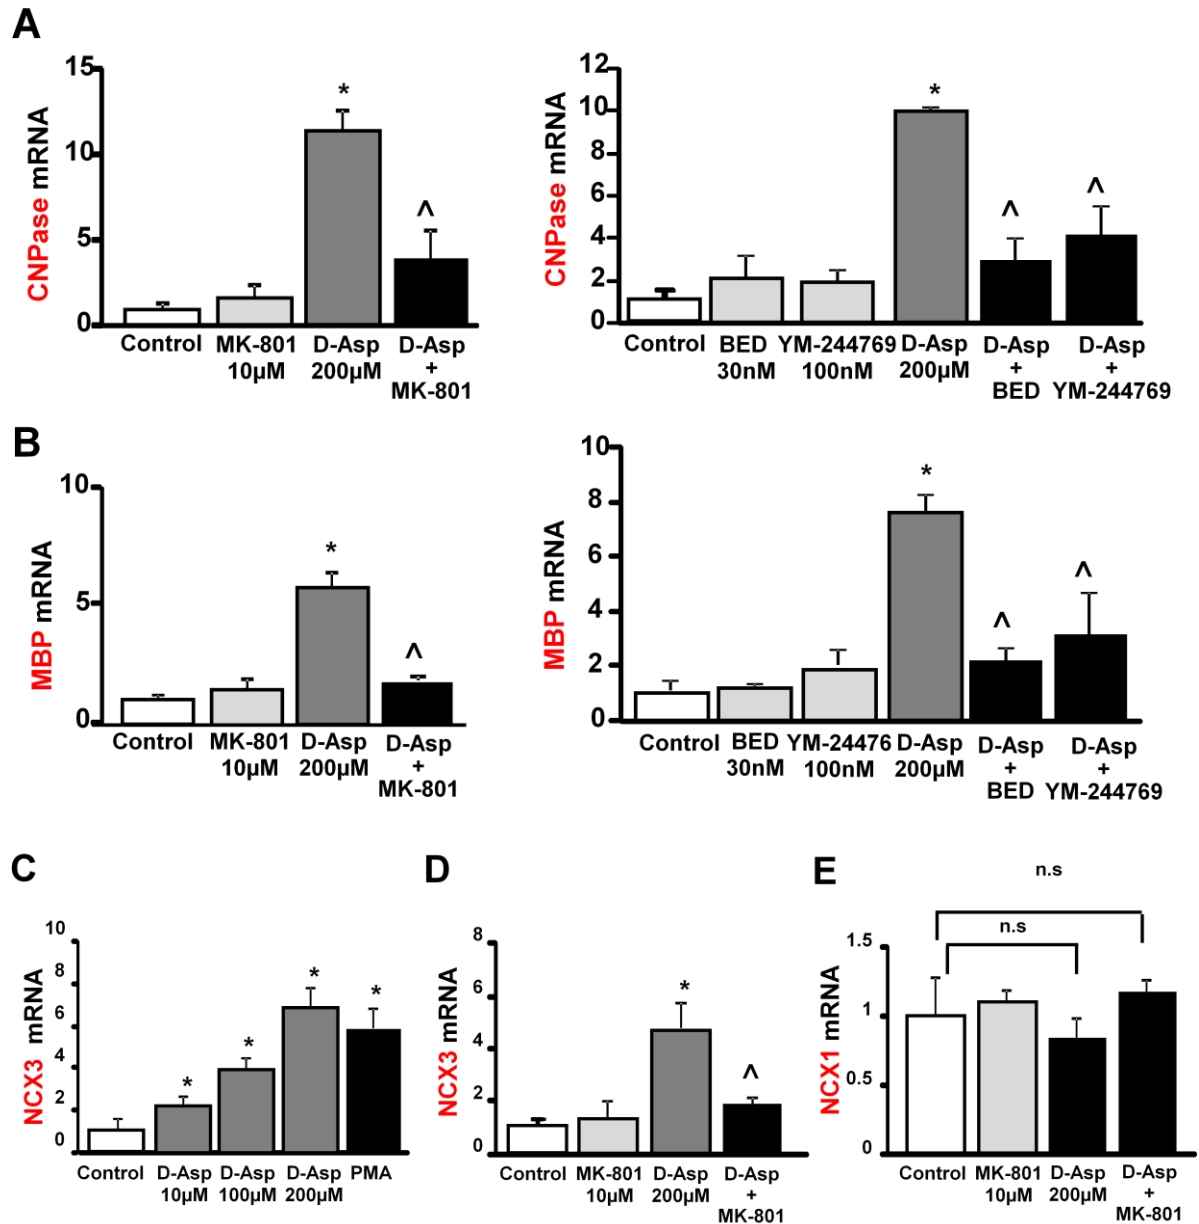 A
CNPase mRNA
15
10
5
0
*
^
Control
MK-801
10µM
D-Asp
200µM
D-Asp
+
MK-801
CNPase mRNA
12
10
8
6
4
2
0
*
^
^
Control
BED
30nM
YM-244769
100nM
D-Asp
200µM
D-Asp
+
BED
D-Asp
+
YM-244769
B
MBP mRNA
10
5
0
*
^
Control
MK-801
10µM
D-Asp
200µM
D-Asp
+
MK-801
MBP mRNA
10
8
6
4
2
0
*
^
^
Control
BED
30nM
YM-24476
100nM
D-Asp
200µM
D-Asp
+
BED
D-Asp
+
YM-244769
C
NCX3 mRNA
10
8
6
4
2
0
*
*
*
*
Control
D-Asp
10µM
D-Asp
100µM
D-Asp
200µM
PMA
D
NCX3 mRNA
8
6
4
2
0
*
^
Control
MK-801
10µM
D-Asp
200µM
D-Asp
+
MK-801
E
n.s
n.s
NCX1 mRNA
1.5
1
0.5
0
Control
MK-801
10µM
D-Asp
200µM
D-Asp
+
MK-801